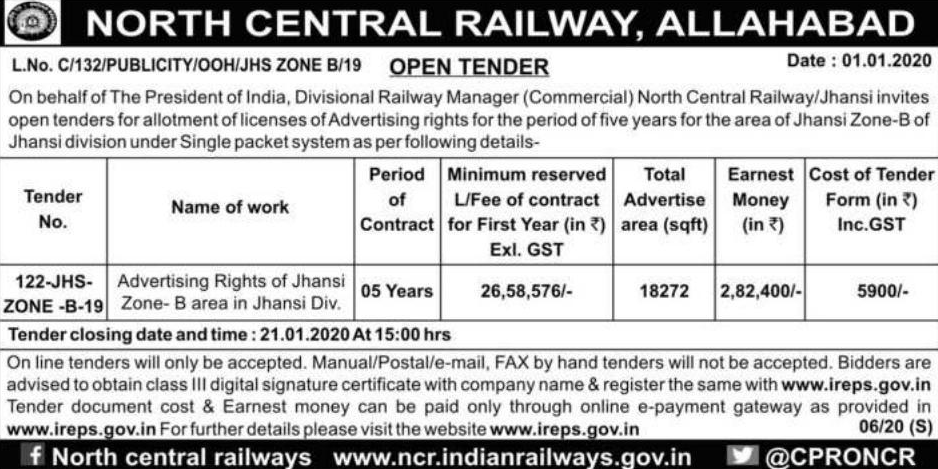 NORTH CENTRAL RAILWAY, ALLAHABAD
L.No. C/132/PUBLICITY/OOH/JHS ZONE B/19 OPEN TENDER Date : 01.01.2020
On behalf of The President of India, Divisional Railway Manager (Commercial) North Central Railway/Jhansi invites
open tenders for allotment of licenses of Advertising rights for the period of five years for the area of Jhansi Zone-B of
Jhansi division under Single packet system as per following details-
Tender No.
Name of work
Period of Contract
Minimum reserved L/Fee of contract for First Year (in ₹) Exl. GST
Total Advertise area (sqft)
Earnest Money (in ₹)
Cost of Tender Form (in ₹) Inc.GST
122-JHS-ZONE -B-19
Advertising Rights of Jhansi Zone- B area in Jhansi Div.
05 Years
26,58,576/-
18272
2,82,400/-
5900/-
Tender closing date and time : 21.01.2020 At 15:00 hrs
On line tenders will only be accepted. Manual/Postal/e-mail, FAX by hand tenders will not be accepted. Bidders are
advised to obtain class III digital signature certificate with company name & register the same with www.ireps.gov.in
Tender document cost & Earnest money can be paid only through online e-payment gateway as provided in
www.ireps.gov.in For further details please visit the website www.ireps.gov.in 06/20 (S)
North central railways www.ncr.indianrailways.gov.in @CPRONCR